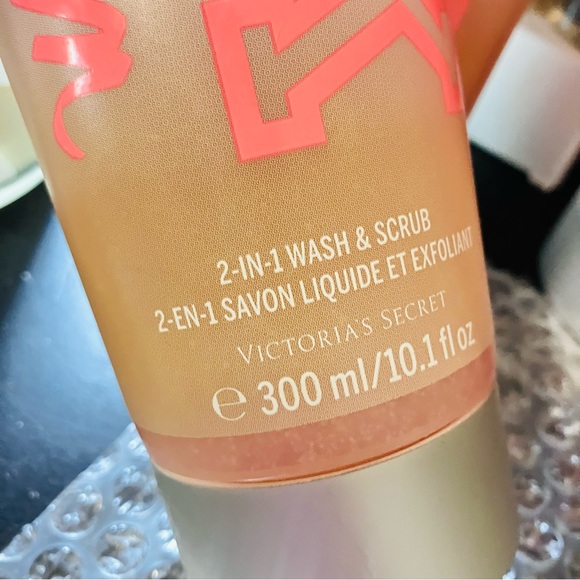 2-IN-1 WASH & SCRUB
2-EN-1 SAVON LIQUIDE ET EXFOLIANT
VICTORIA'S SECRET
℮ 300 ml/10.1 fl oz